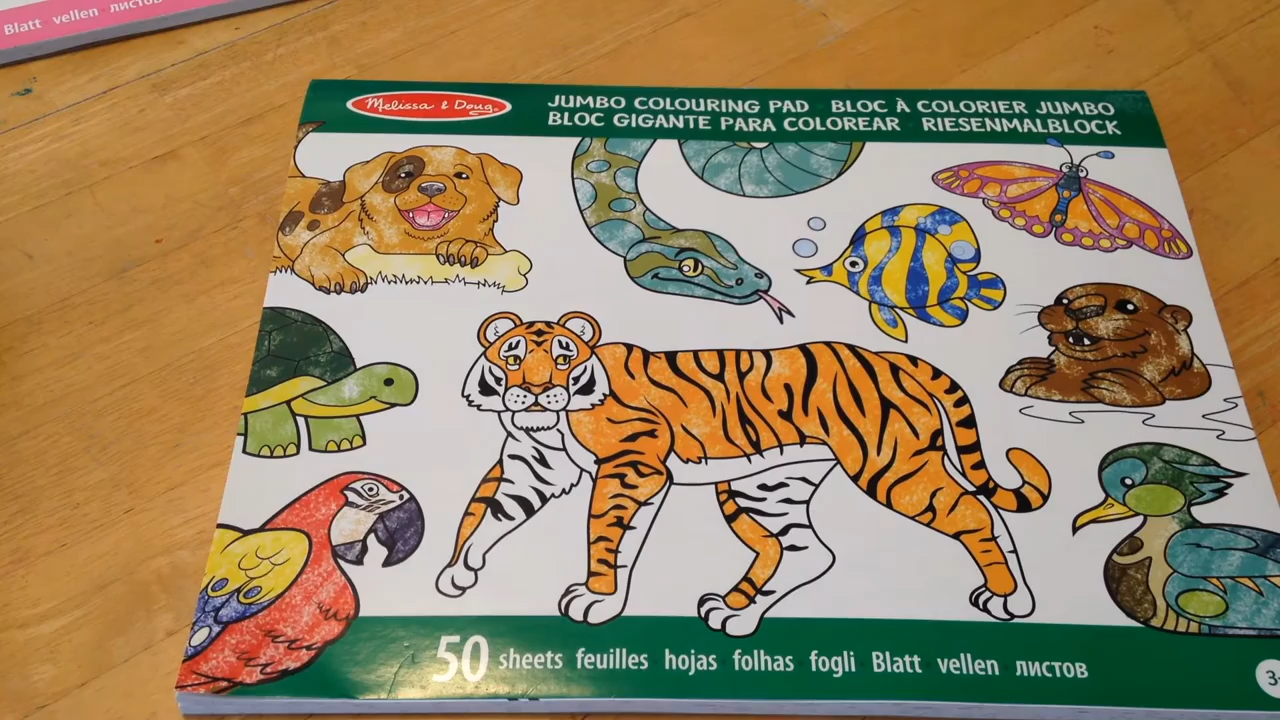 Blatt vellen листов
Melissa & Doug
JUMBO COLOURING PAD BLOC À COLORIER JUMBO
BLOC GIGANTE PARA COLOREAR RIESENMALBLOCK
50 sheets feuilles hojas folhas fogli Blatt vellen листов
3+